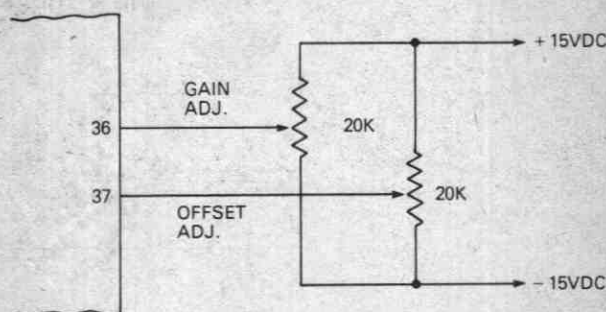 + 15VDC
GAIN
ADJ.
36
20K
37
20K
OFFSET
ADJ.
- 15VDC